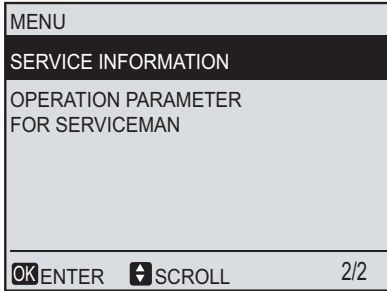 MENU
SERVICE INFORMATION
OPERATION PARAMETER
FOR SERVICEMAN
OK ENTER SCROLL 2/2